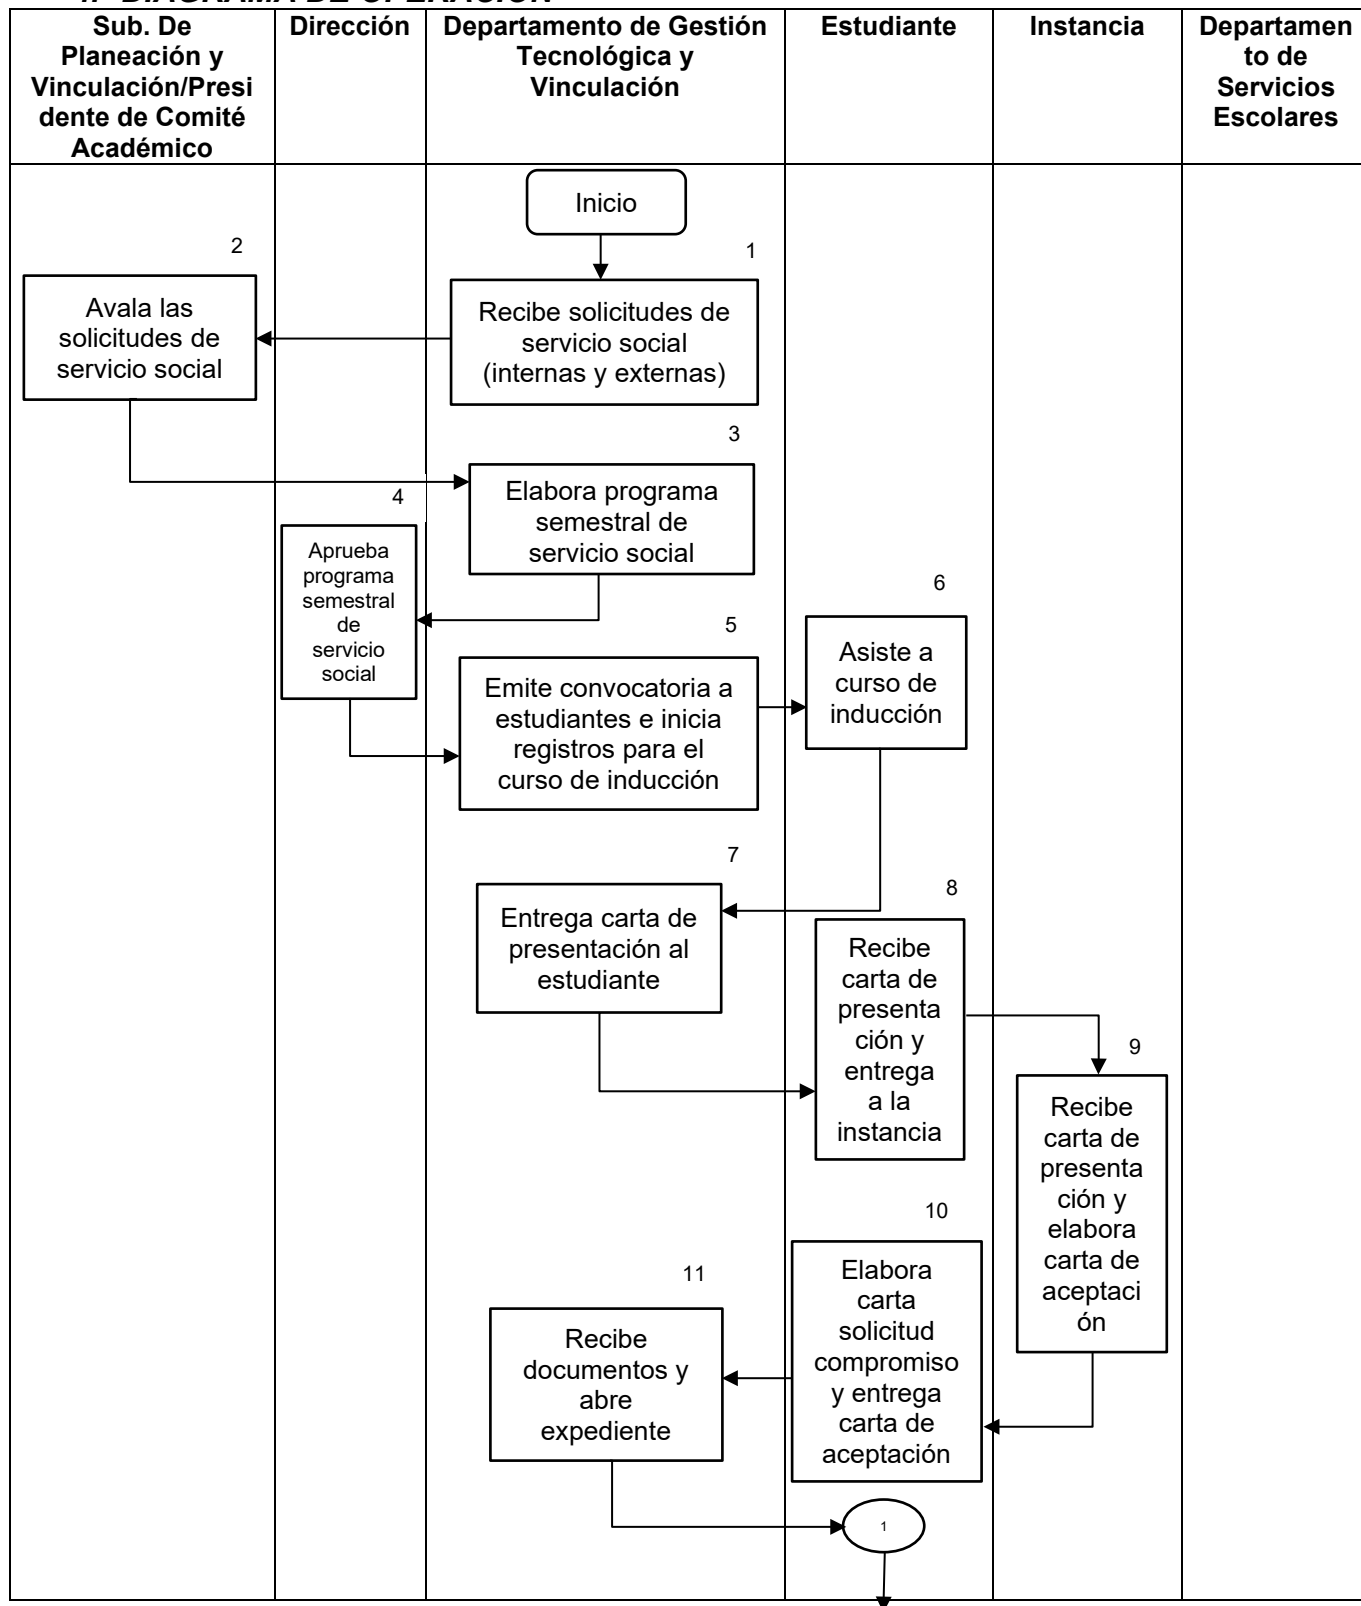 4. DIAGRAMA DE OPERACIÓN
Sub. De
Planeación y
Vinculación/Presi
dente de Comité
Académico
Dirección
Departamento de Gestión
Tecnológica y
Vinculación
Estudiante
Instancia
Departamen
to de
Servicios
Escolares
Inicio
1
Recibe solicitudes de
servicio social
(internas y externas)
2
Avala las
solicitudes de
servicio social
3
Elabora programa
semestral de
servicio social
4
Aprueba
programa
semestral
de
servicio
social
5
Emite convocatoria a
estudiantes e inicia
registros para el
curso de inducción
6
Asiste a
curso de
inducción
7
Entrega carta de
presentación al
estudiante
8
Recibe
carta de
presenta
ción y
entrega
a la
instancia
9
Recibe
carta de
presenta
ción y
elabora
carta de
aceptaci
ón
10
Elabora
carta
solicitud
compromiso
y entrega
carta de
aceptación
11
Recibe
documentos y
abre
expediente
1